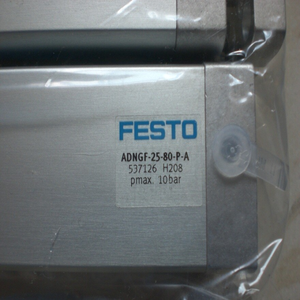 FESTO
ADNGF-25-80-P-A
537126 H208
pmax. 10bar